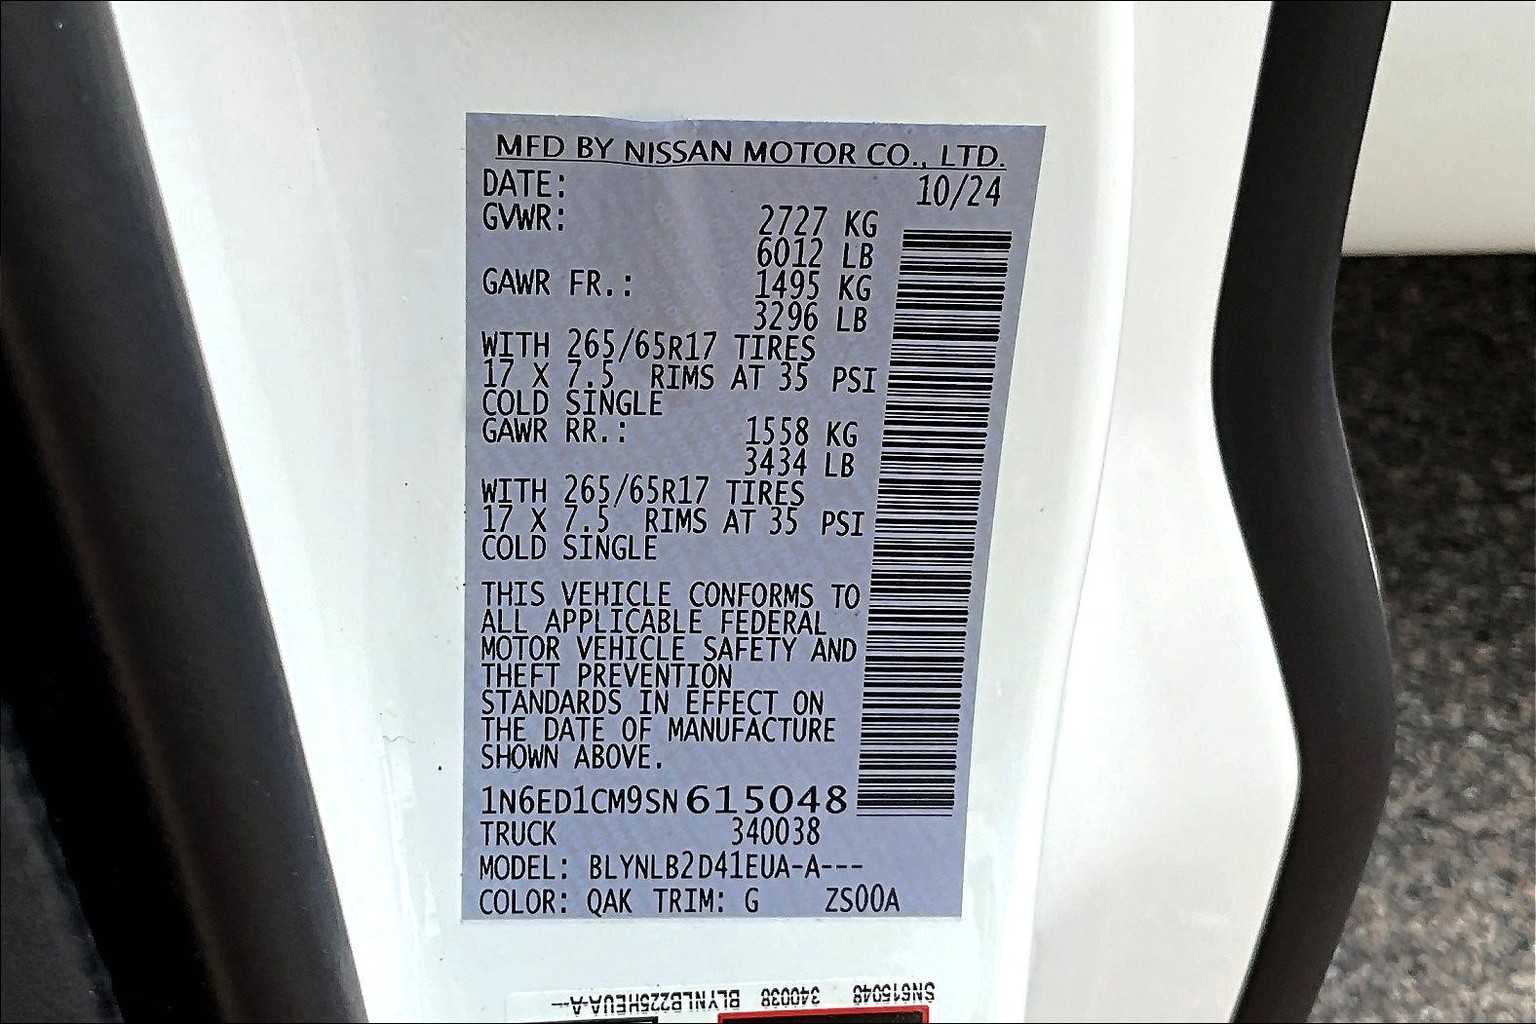 MFD BY NISSAN MOTOR CO., LTD.
DATE: 10/24
GVWR: 2727 KG
6012 LB
GAWR FR.: 1495 KG
3296 LB
WITH 265/65R17 TIRES
17 X 7.5 RIMS AT 35 PSI
COLD SINGLE
GAWR RR.: 1558 KG
3434 LB
WITH 265/65R17 TIRES
17 X 7.5 RIMS AT 35 PSI
COLD SINGLE
THIS VEHICLE CONFORMS TO
ALL APPLICABLE FEDERAL
MOTOR VEHICLE SAFETY AND
THEFT PREVENTION
STANDARDS IN EFFECT ON
THE DATE OF MANUFACTURE
SHOWN ABOVE.
1N6ED1CM9SN615048
TRUCK 340038
MODEL: BLYNLB2D41EUA-A---
COLOR: QAK TRIM: G ZS00A
SN615048 340038 BLYNLB225HEUA-A---